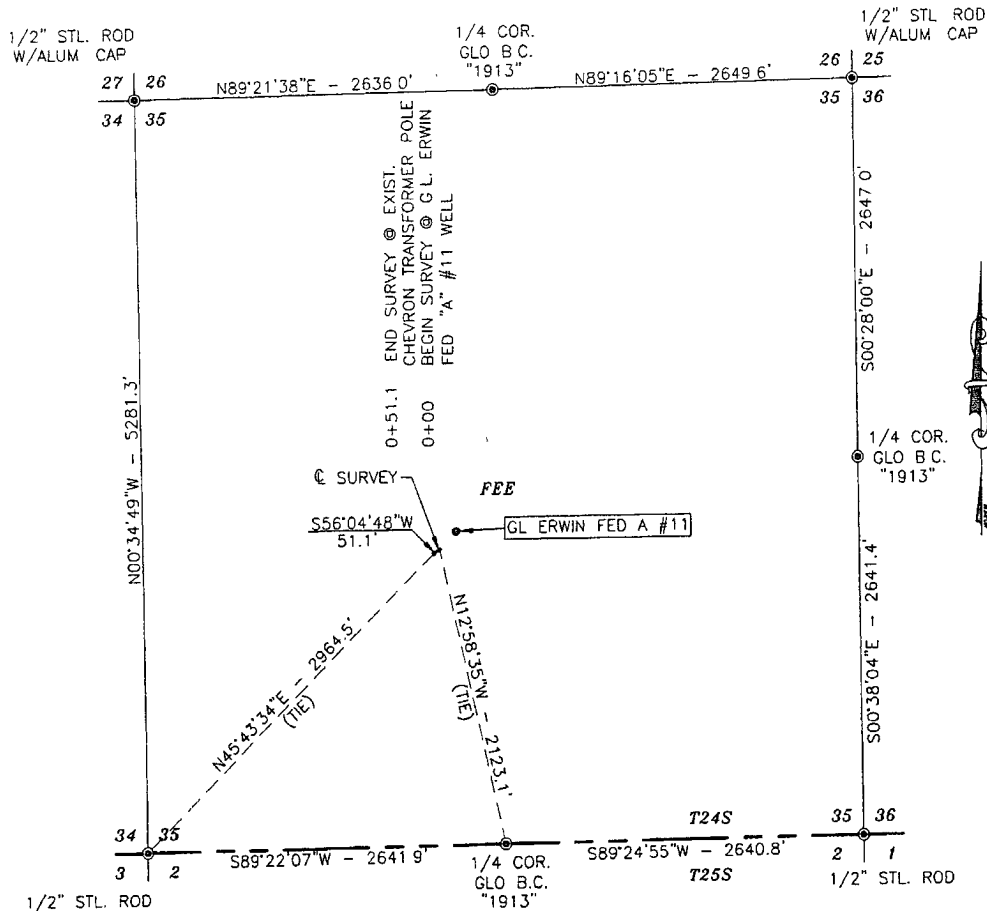 1/2" STL. ROD
W/ALUM CAP
1/4 COR.
GLO B C.
"1913"
1/2" STL ROD
W/ALUM CAP
27 26
34 35
N89°21'38"E - 2636 0'
N89°16'05"E - 2649 6'
26 25
35 36
0+51.1 END SURVEY @ EXIST.
CHEVRON TRANSFORMER POLE
0+00 BEGIN SURVEY @ G L. ERWIN
FED "A" #11 WELL
N00°34'49"W - 5281.3'
S00°28'00"E - 2647 0'
1/4 COR.
GLO B C.
"1913"
℄ SURVEY
FEE
S56°04'48"W
51.1'
GL ERWIN FED A #11
N45°43'34"E - 2964.5'
(TIE)
N12°58'35"W - 2123.1'
(TIE)
S00°38'04"E - 2641.4'
34 35
3 2
S89°22'07"W - 2641 9'
T24S
S89°24'55"W - 2640.8'
T25S
35 36
2 1
1/2" STL. ROD
1/4 COR.
GLO B.C.
"1913"
1/2" STL. ROD